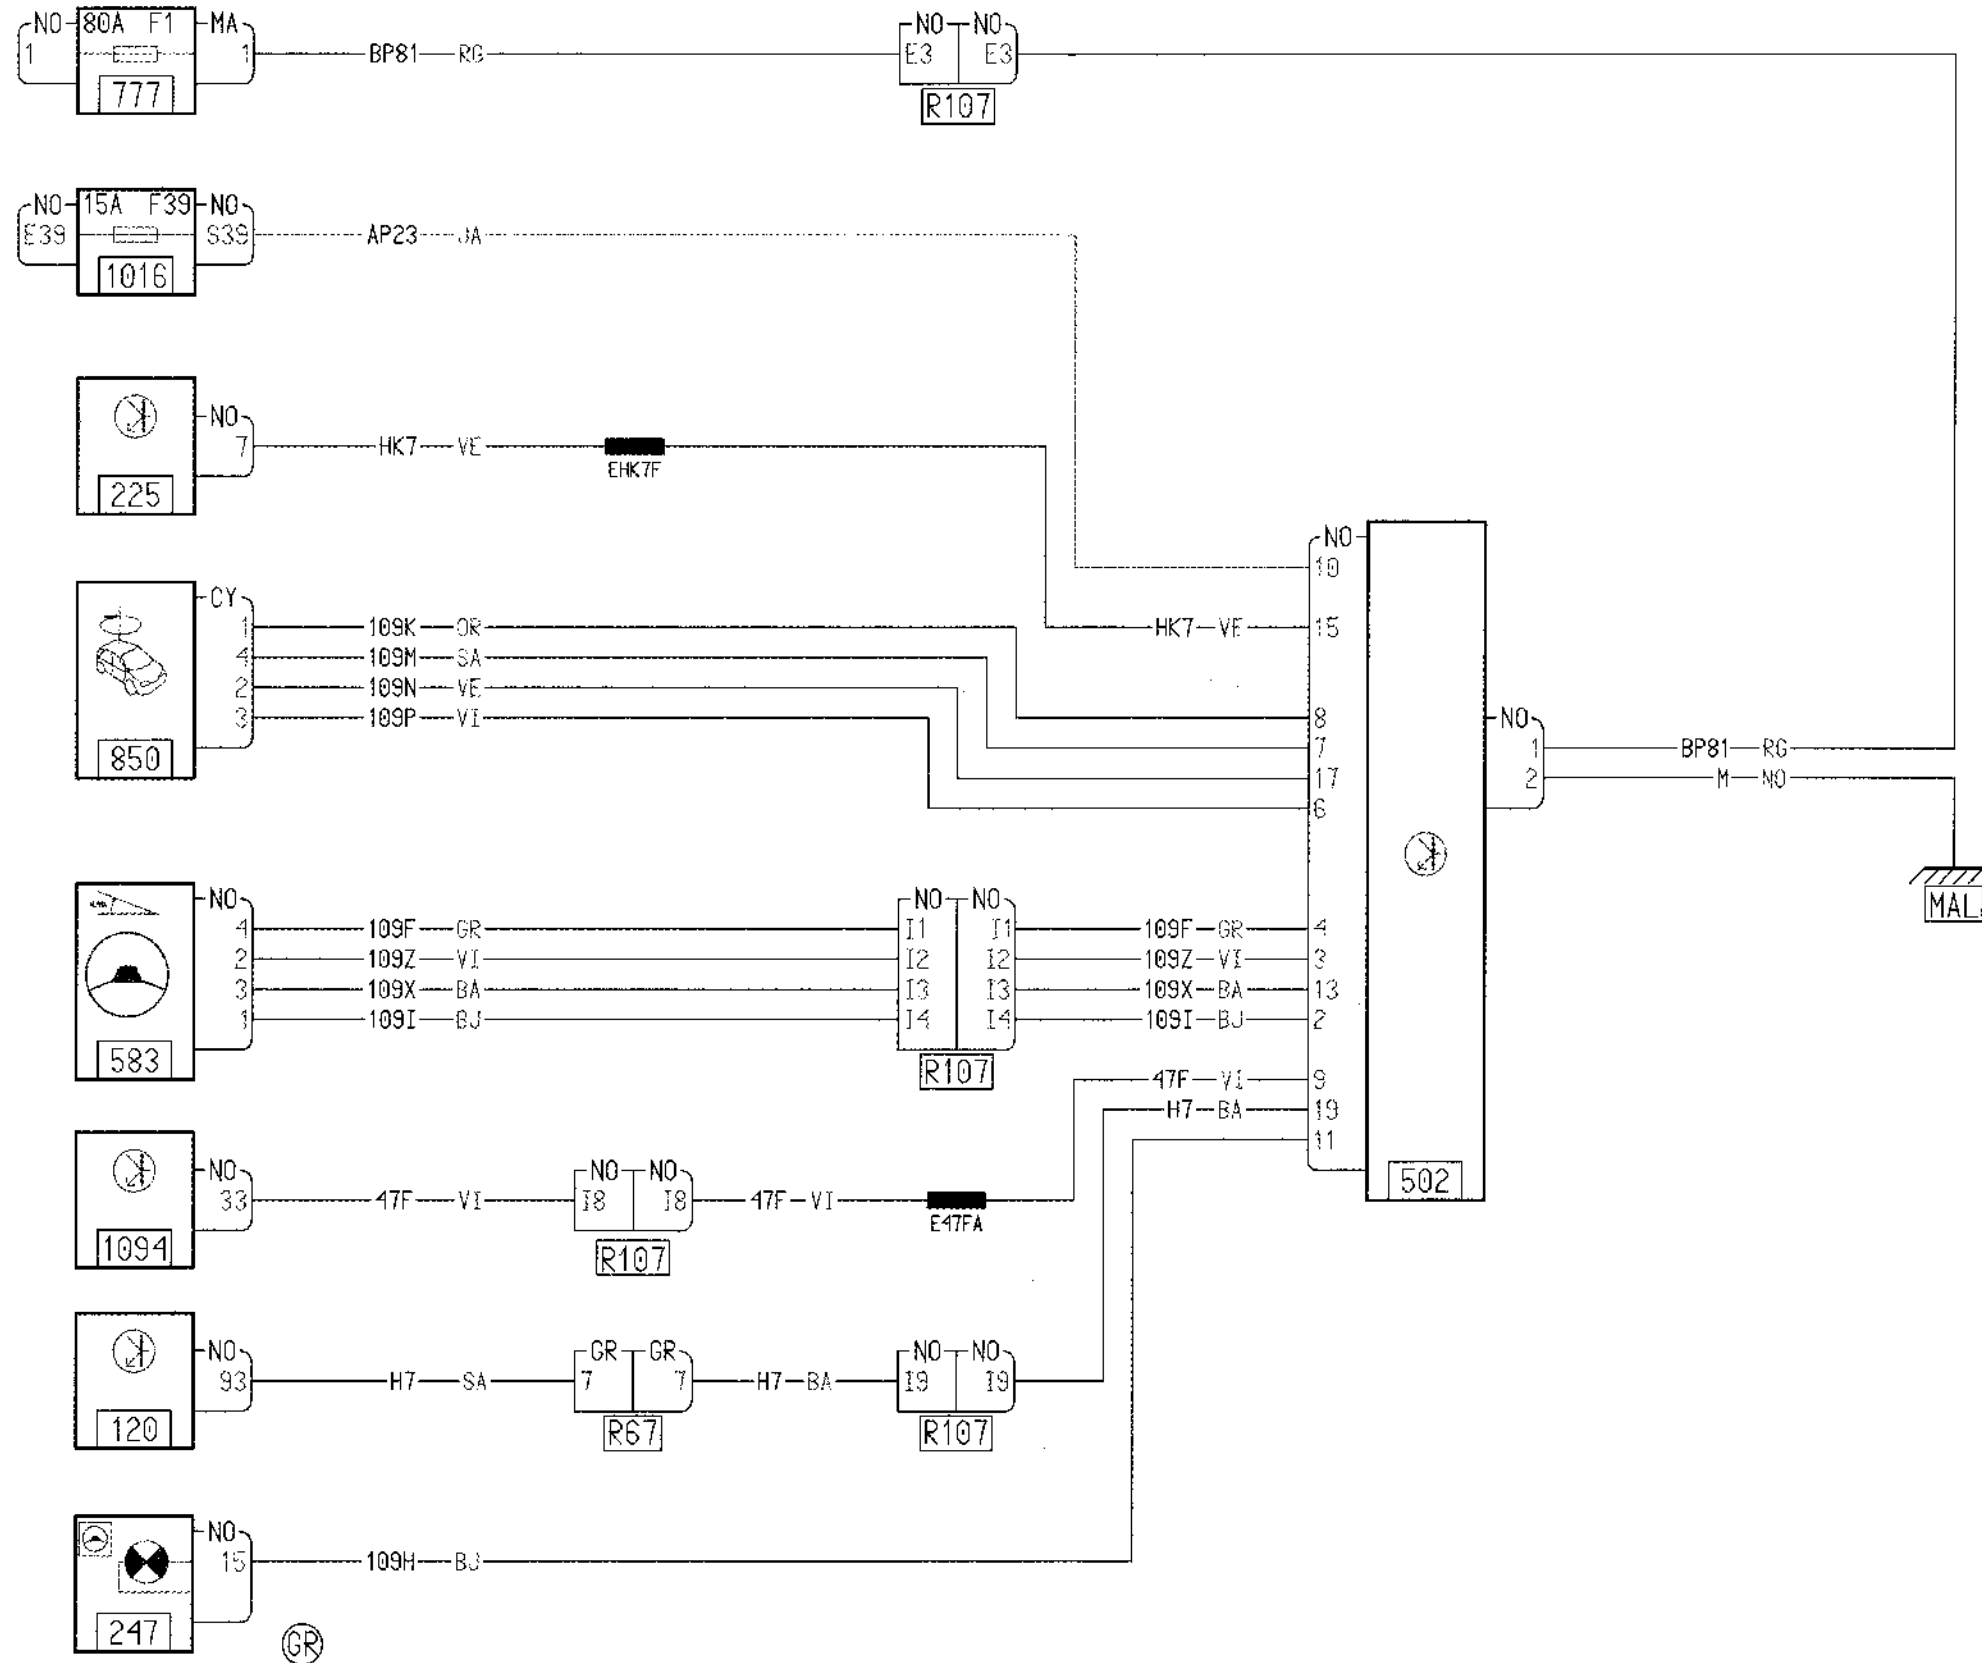 NO 80A F1 MA NO NO
1 1 BP81 RG E3 E3
777 R107
NO 15A F39 NO
E39 S39 AP23 JA
1016
NO
7 HK7 VE
EHK7F
225
NO
10
CY
1 109K OR HK7 VE 15
4 109M SA
2 109N VE
3 109P VI 8 NO
850 7 1 BP81 RG
17 2 M NO
6
NO NO NO MAL
4 109F GR I1 I1 109F GR 4
2 109Z VI I2 I2 109Z VI 3
3 109X BA I3 I3 109X BA 13
1 109I BJ I4 I4 109I BJ 2
583 R107
47F VI 9
H7 BA 19
11
NO NO NO 502
33 47F VI I8 I8 47F VI
E47FA
1094 R107
NO GR GR NO NO
93 H7 SA 7 7 H7 BA I9 I9
120 R67 R107
NO
15 109H BJ
247 GR